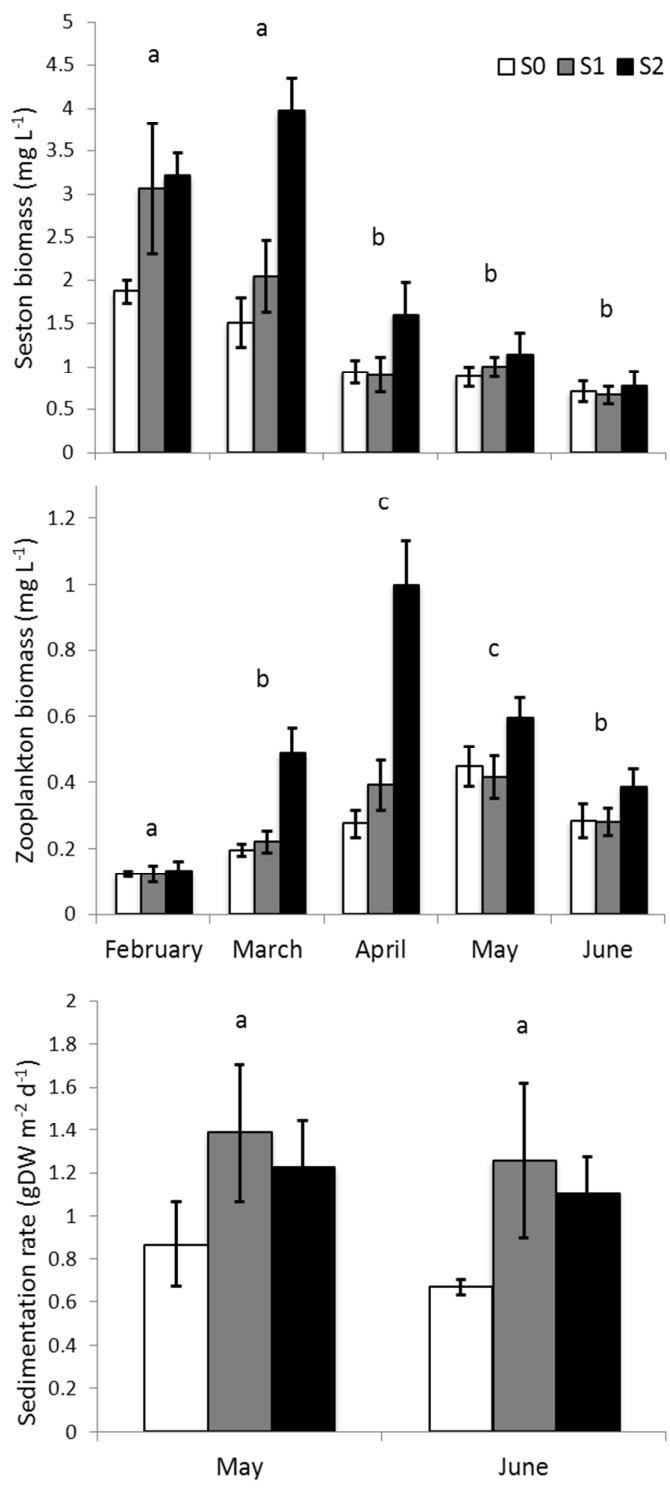 5
4.5
4
3.5
3
2.5
2
1.5
1
0.5
0
Seston biomass (mg L-1)
a
a
b
b
b
S0 S1 S2
1.2
1
0.8
0.6
0.4
0.2
0
Zooplankton biomass (mg L-1)
a
b
c
c
b
February March April May June
2
1.8
1.6
1.4
1.2
1
0.8
0.6
0.4
0.2
0
Sedimentation rate (gDW m-2 d-1)
a
a
May June